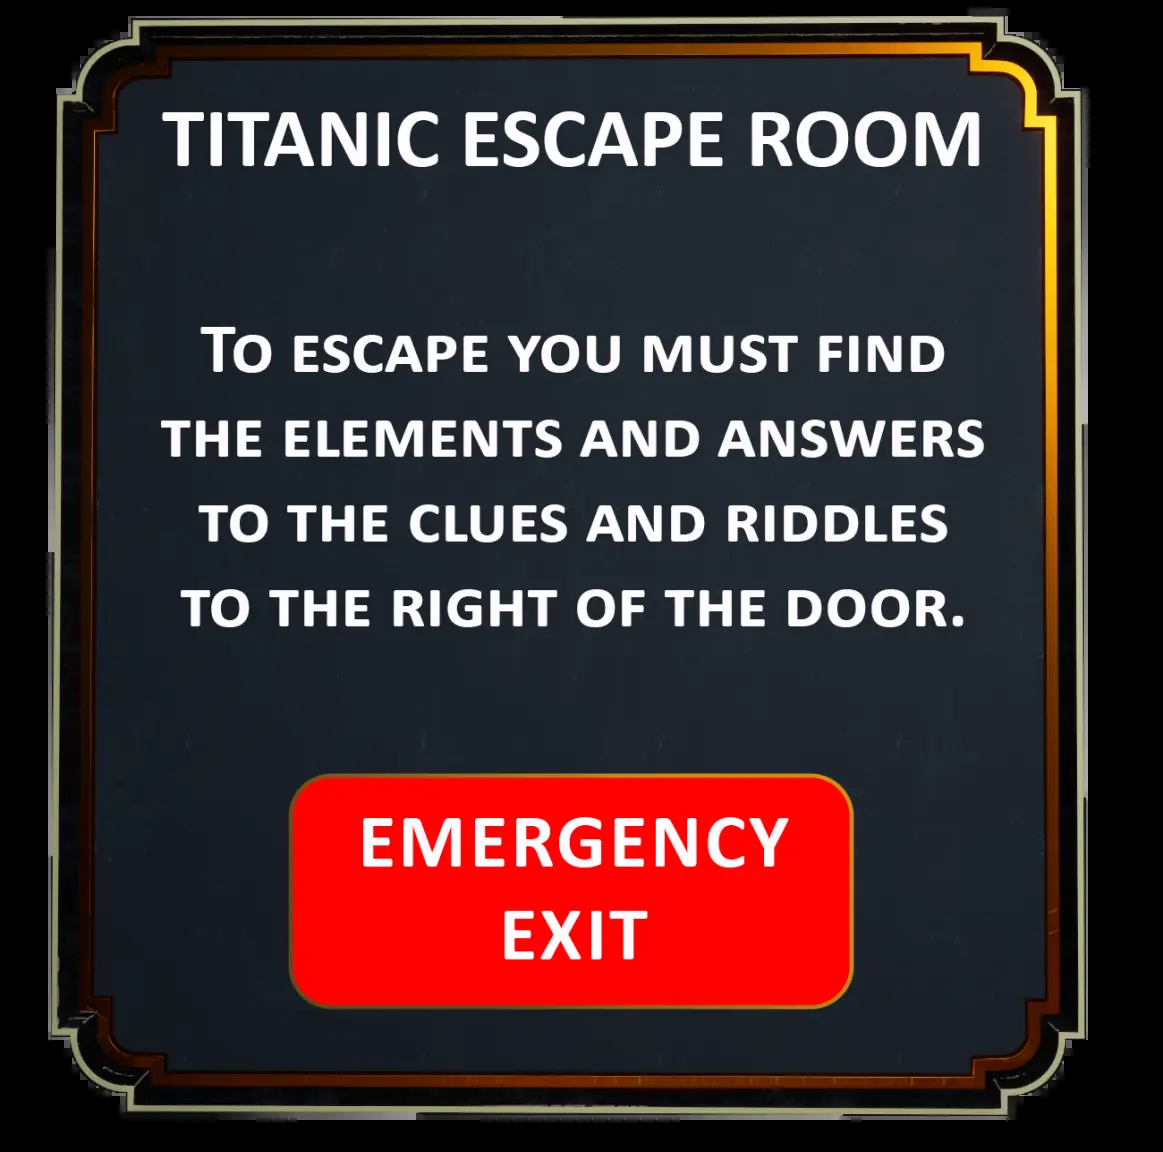 TITANIC ESCAPE ROOM
To escape you must find
the elements and answers
to the clues and riddles
to the right of the door.
EMERGENCY
EXIT